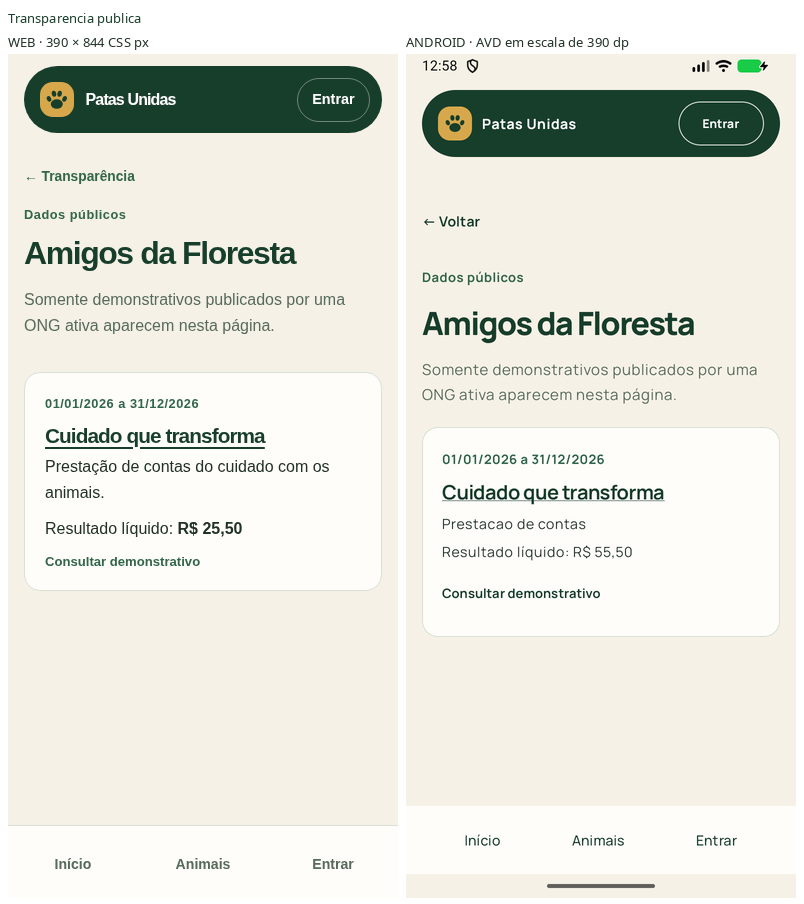 Transparencia publica
WEB · 390 × 844 CSS px
Patas Unidas
Entrar
← Transparência
Dados públicos
Amigos da Floresta
Somente demonstrativos publicados por uma
ONG ativa aparecem nesta página.
01/01/2026 a 31/12/2026
Cuidado que transforma
Prestação de contas do cuidado com os
animais.
Resultado líquido: R$ 25,50
Consultar demonstrativo
Início
Animais
Entrar
ANDROID · AVD em escala de 390 dp
12:58
Patas Unidas
Entrar
← Voltar
Dados públicos
Amigos da Floresta
Somente demonstrativos publicados por uma
ONG ativa aparecem nesta página.
01/01/2026 a 31/12/2026
Cuidado que transforma
Prestacao de contas
Resultado líquido: R$ 55,50
Consultar demonstrativo
Início
Animais
Entrar